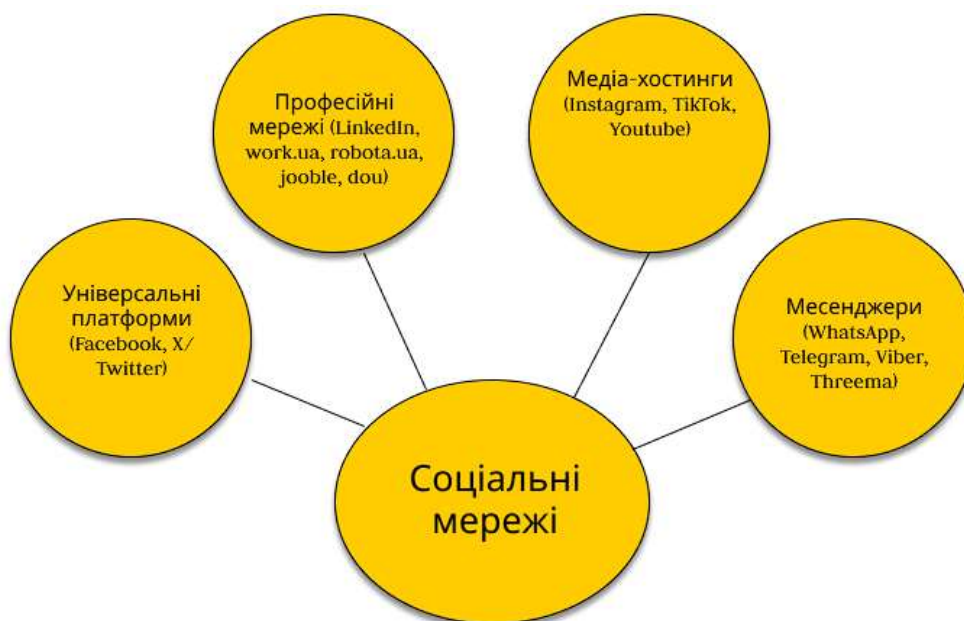 Професійні
мережі (LinkedIn,
work.ua, robota.ua,
jooble, dou)
Медіа-хостинги
(Instagram, TikTok,
Youtube)
Універсальні
платформи
(Facebook, X/
Twitter)
Месенджери
(WhatsApp,
Telegram, Viber,
Threema)
Соціальні
мережі